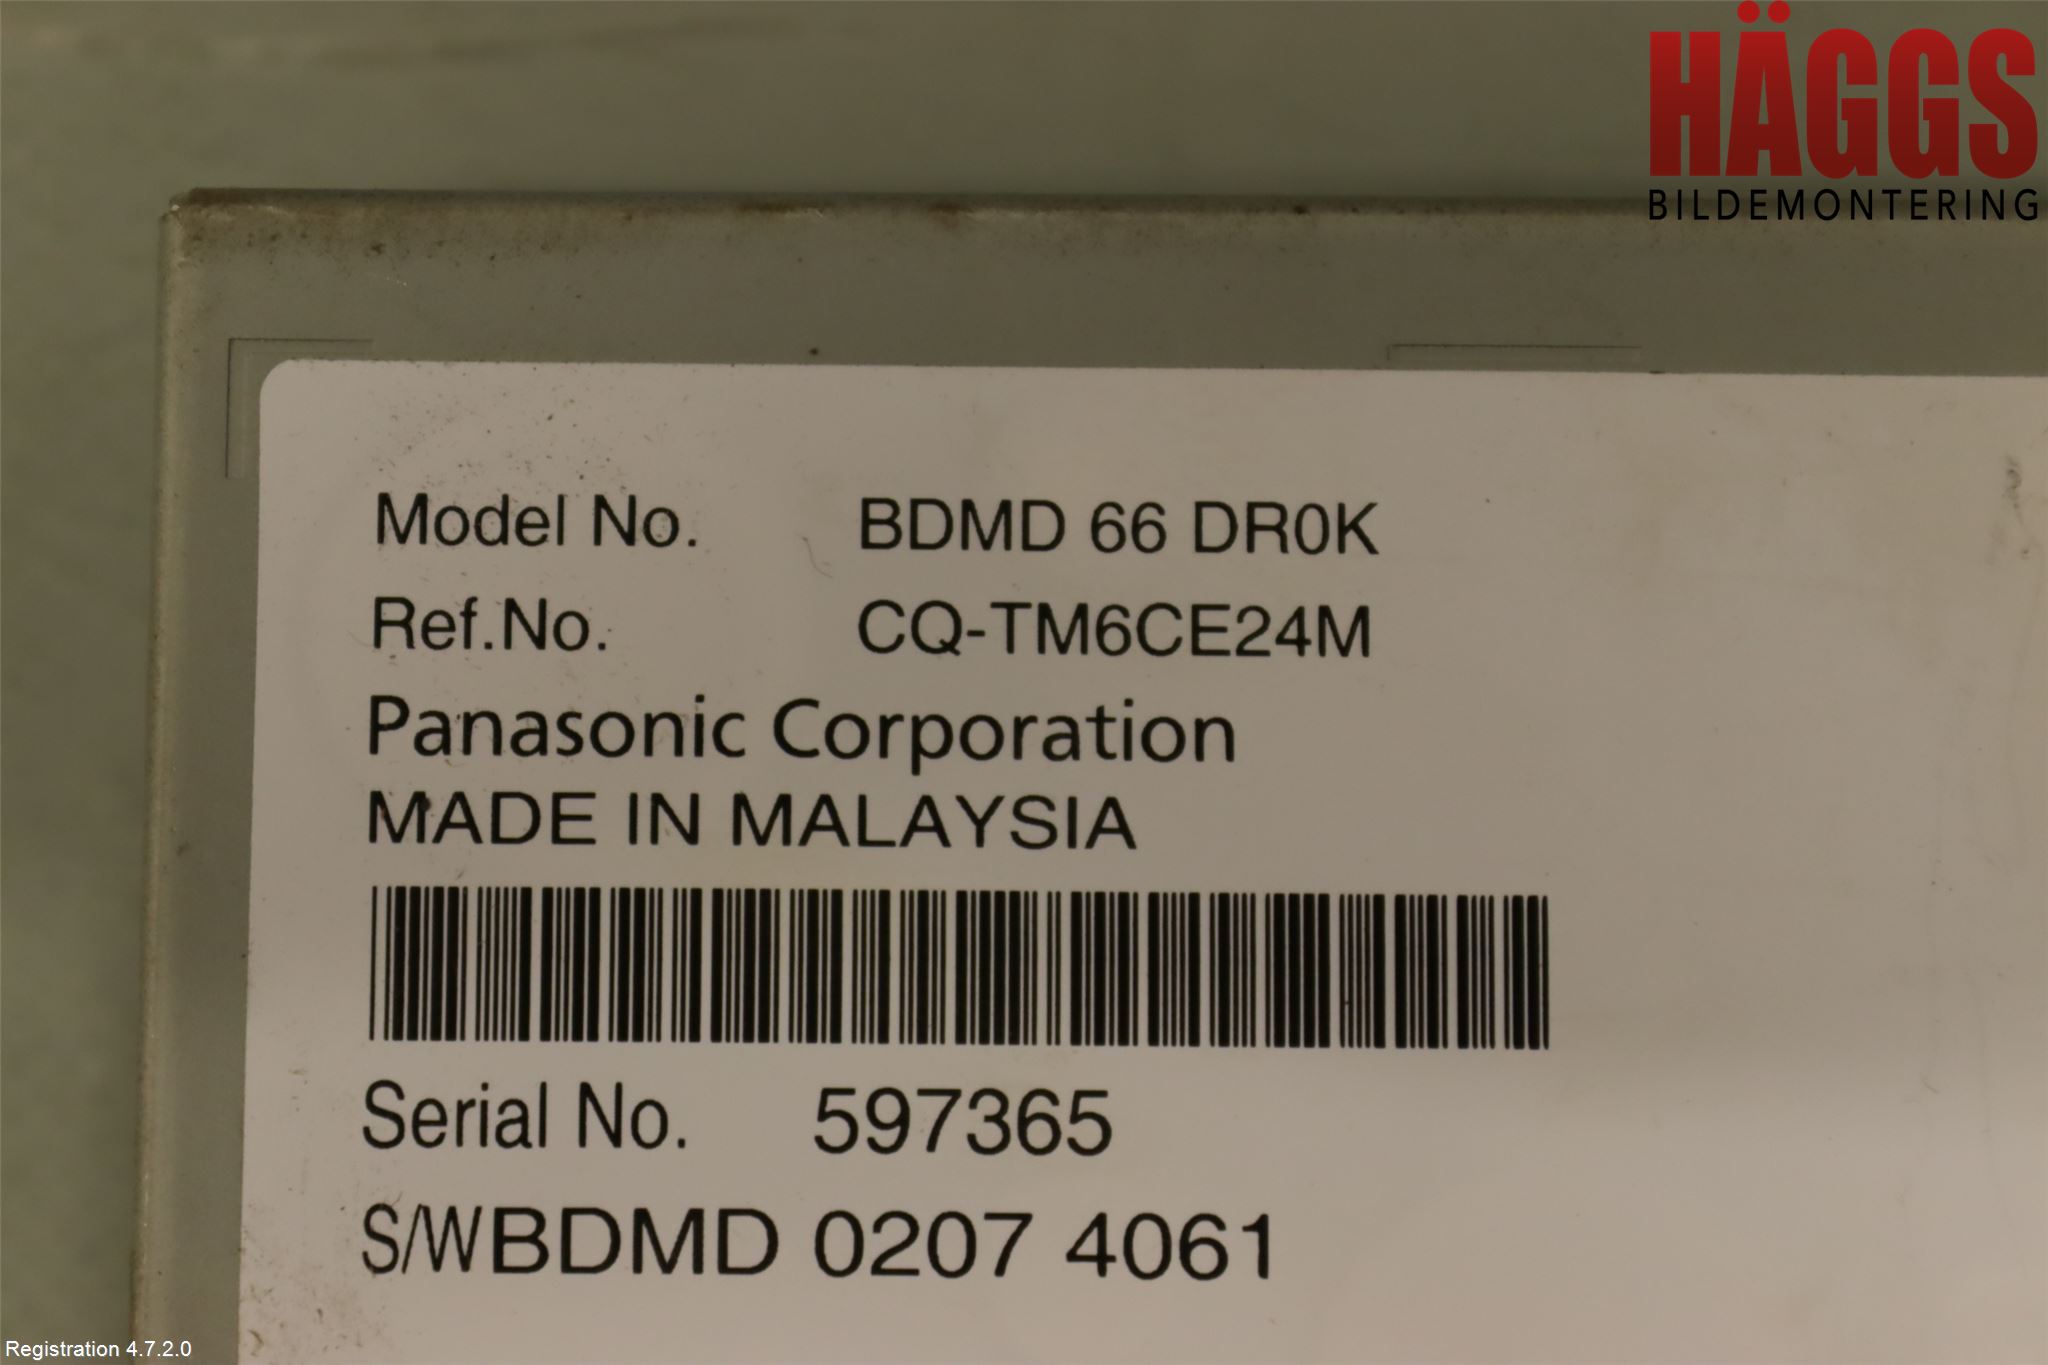 HÄGGS
BILDEMONTERING
Model No. BDMD 66 DR0K
Ref.No. CQ-TM6CE24M
Panasonic Corporation
MADE IN MALAYSIA
Serial No. 597365
S/WBDMD 0207 4061
Registration 4.7.2.0